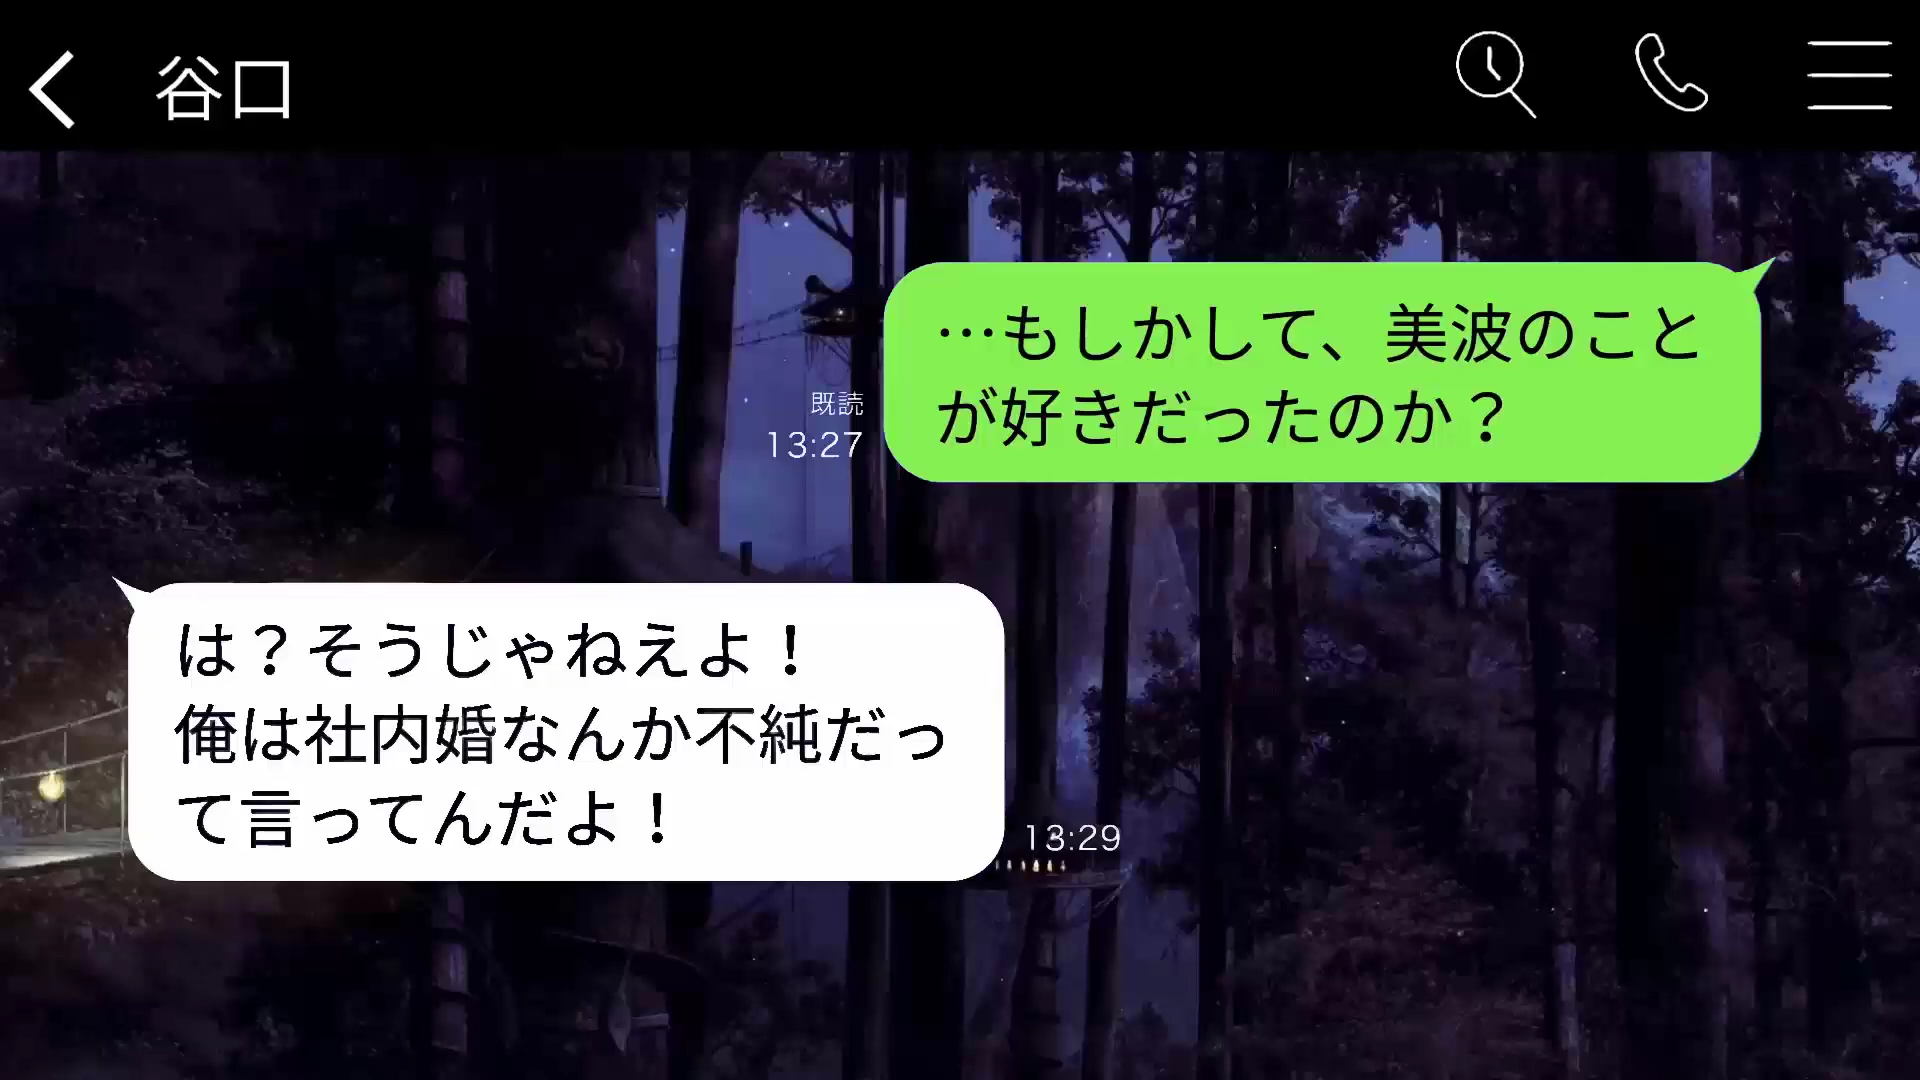 谷口
…もしかして、美波のこと
が好きだったのか？
既読
13:27
は？そうじゃねえよ！
俺は社内婚なんか不純だっ
て言ってんだよ！
13:29